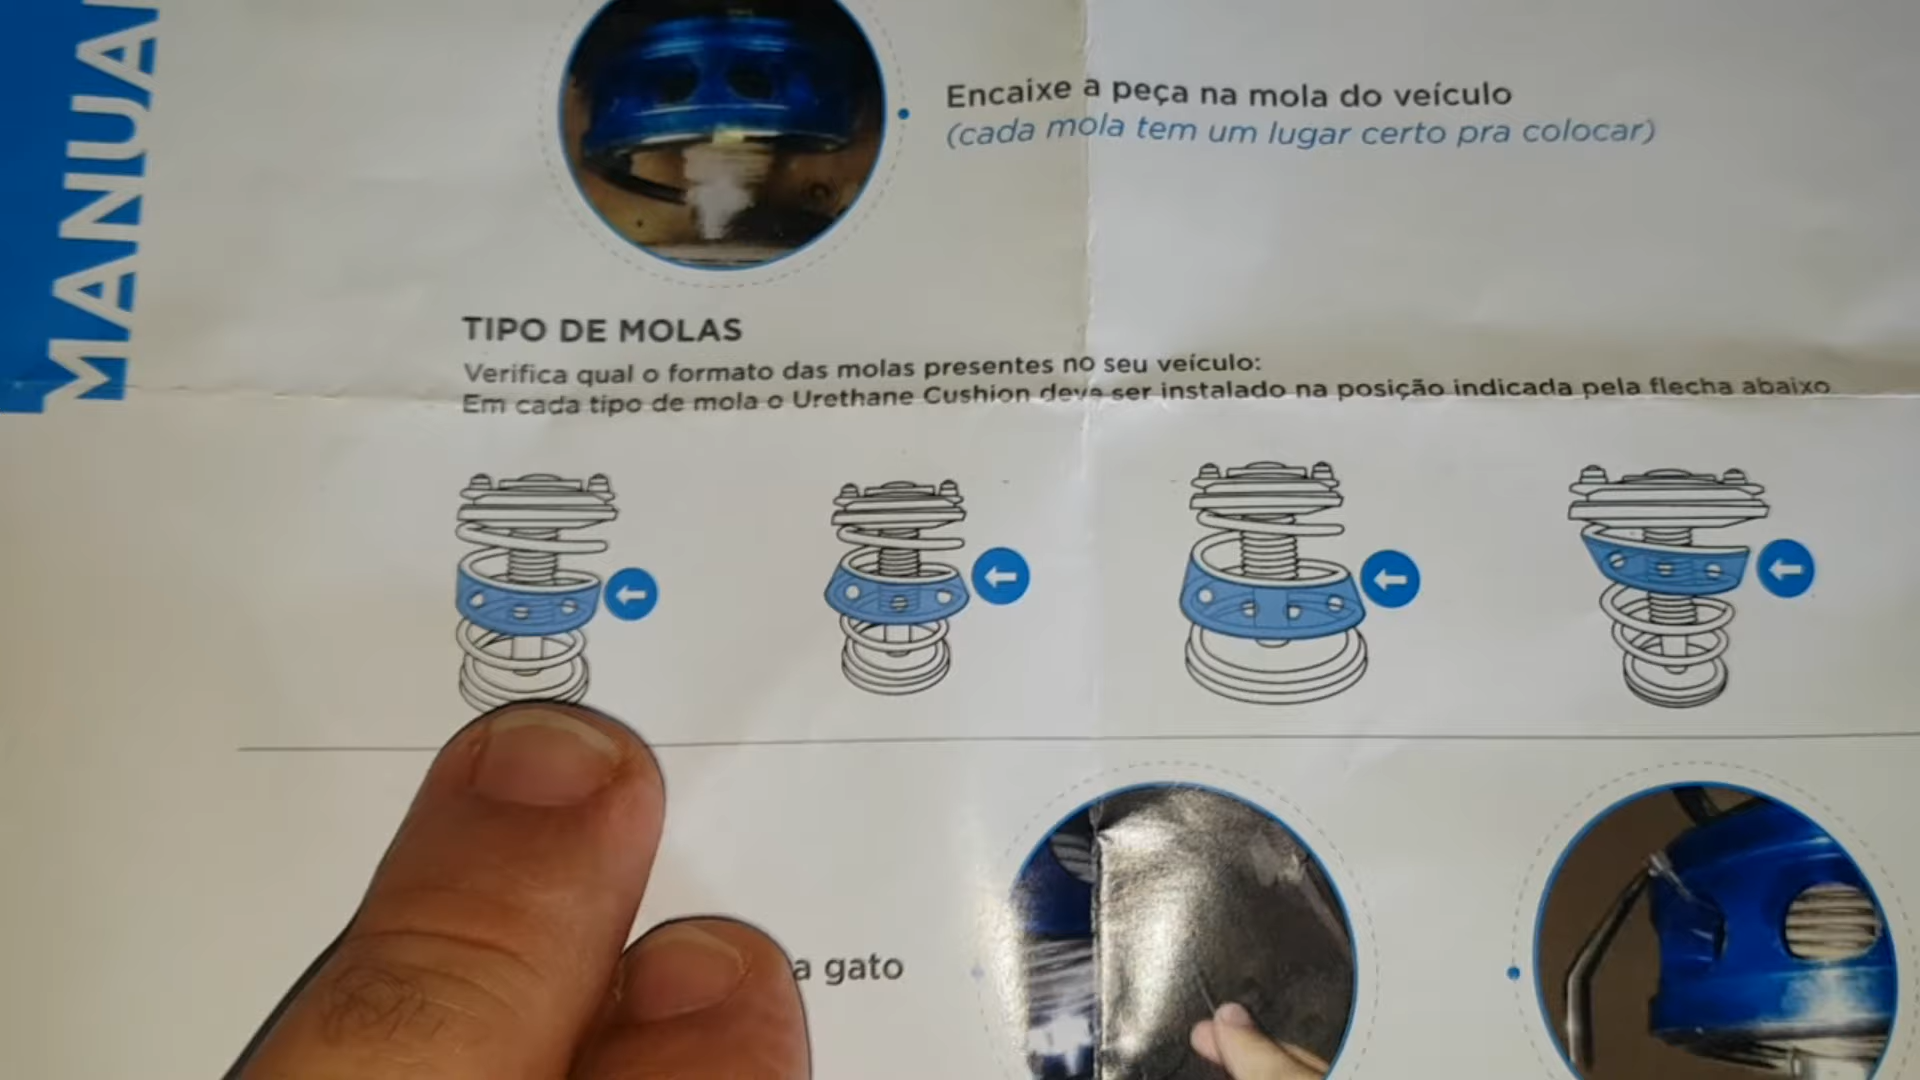 MANUA
Encaixe a peça na mola do veículo
(cada mola tem um lugar certo pra colocar)
TIPO DE MOLAS
Verifica qual o formato das molas presentes no seu veículo:
Em cada tipo de mola o Urethane Cushion deve ser instalado na posição indicada pela flecha abaixo
a gato